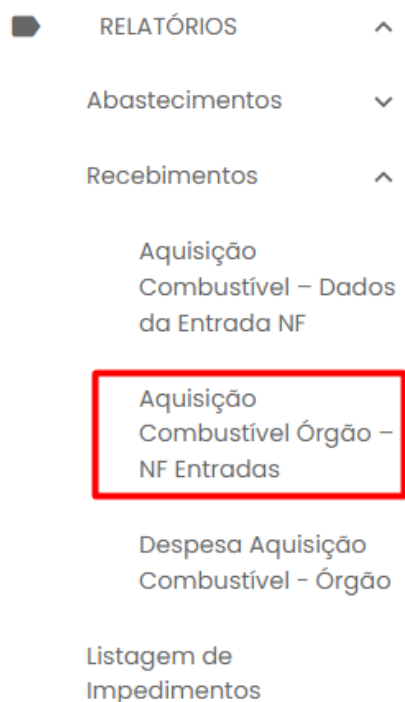 RELATÓRIOS
Abastecimentos
Recebimentos
Aquisição
Combustível – Dados
da Entrada NF
Aquisição
Combustível Órgão –
NF Entradas
Despesa Aquisição
Combustível - Órgão
Listagem de
Impedimentos